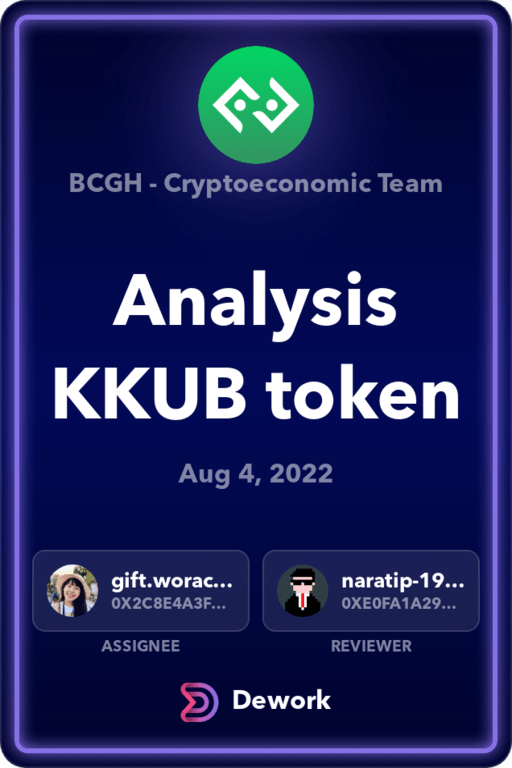 BCGH - Cryptoeconomic Team
Analysis
KKUB token
Aug 4, 2022
gift.worac...
0X2C8E4A3F...
ASSIGNEE
naratip-19...
0XE0FA1A29...
REVIEWER
Dework